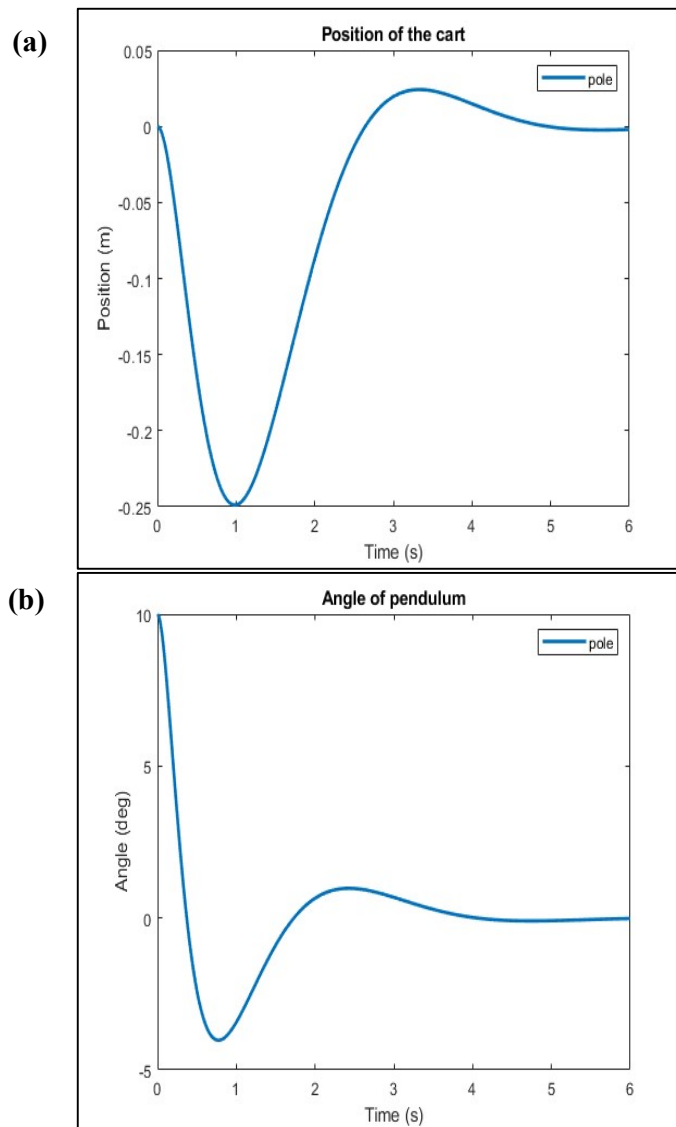 (a)
Position of the cart
0.05
0
-0.05
-0.1
-0.15
-0.2
-0.25
Position (m)
pole
0 1 2 3 4 5 6
Time (s)
(b)
Angle of pendulum
10
5
0
-5
Angle (deg)
pole
0 1 2 3 4 5 6
Time (s)